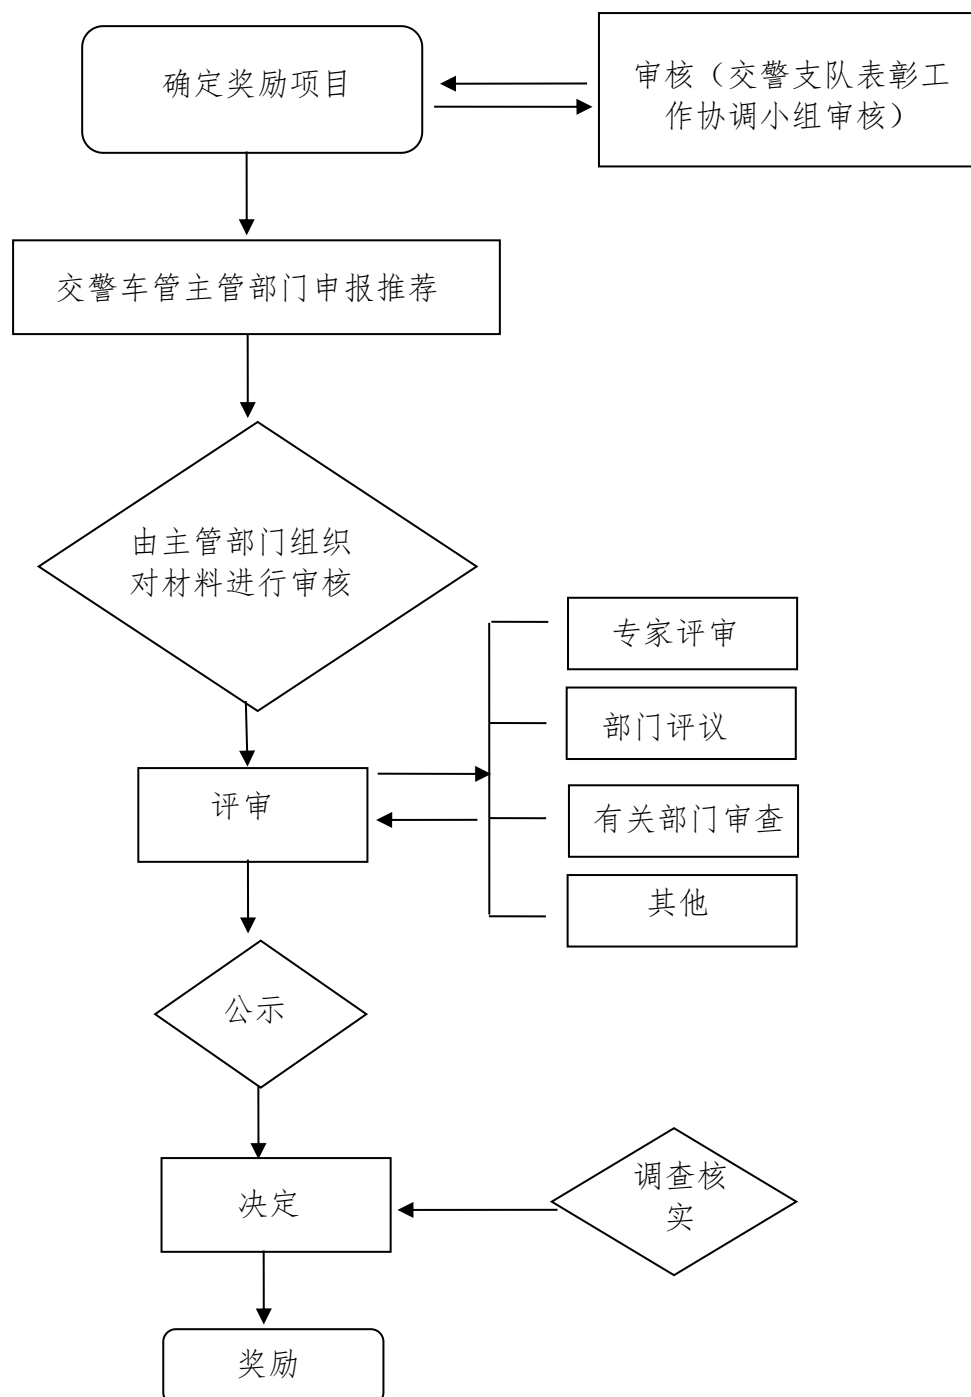 确定奖励项目
审核（交警支队表彰工
作协调小组审核）
交警车管主管部门申报推荐
由主管部门组织
对材料进行审核
专家评审
部门评议
评审
有关部门审查
其他
公示
调查核
实
决定
奖励